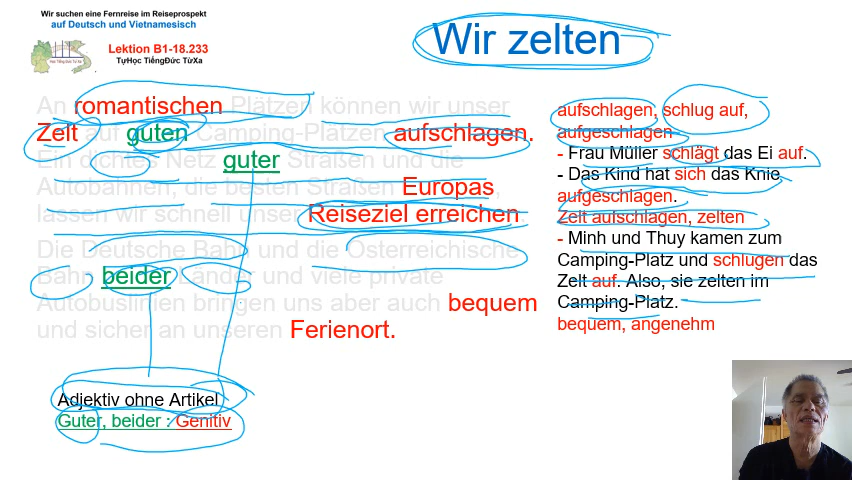 Wir suchen eine Fernreise im Reiseprospekt
auf Deutsch und Vietnamesisch
Lektion B1-18.233
TựHọc TiếngĐức TừXa
Wir zelten
An romantischen Plätzen können wir unser
Zelt auf guten Camping-Plätzen aufschlagen.
Ein dichtes Netz guter Straßen und die
Autobahnen die besten Straßen Europas,
lassen wir schnell unser Reiseziel erreichen.
Die Deutsche Bahn und die Österreichische
Bahn beider Länder und viele private
Autobuslinien bringen uns aber auch bequem
und sicher an unseren Ferienort.
Adjektiv ohne Artikel
Guter, beider : Genitiv
aufschlagen, schlug auf,
aufgeschlagen
- Frau Müller schlägt das Ei auf.
- Das Kind hat sich das Knie
aufgeschlagen.
Zelt aufschlagen, zelten
- Minh und Thuy kamen zum
Camping-Platz und schlugen das
Zelt auf. Also, sie zelten im
Camping-Platz.
bequem, angenehm